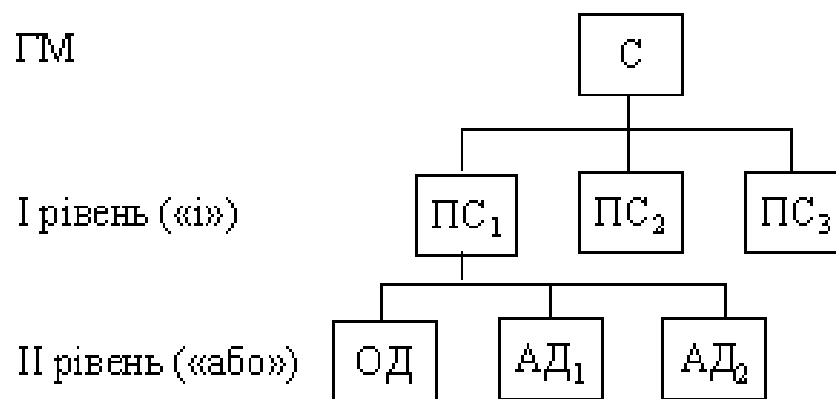 ГМ С
І рівень («і») ПС₁ ПС₂ ПС₃
ІІ рівень («або») ОД АД₁ АД₂